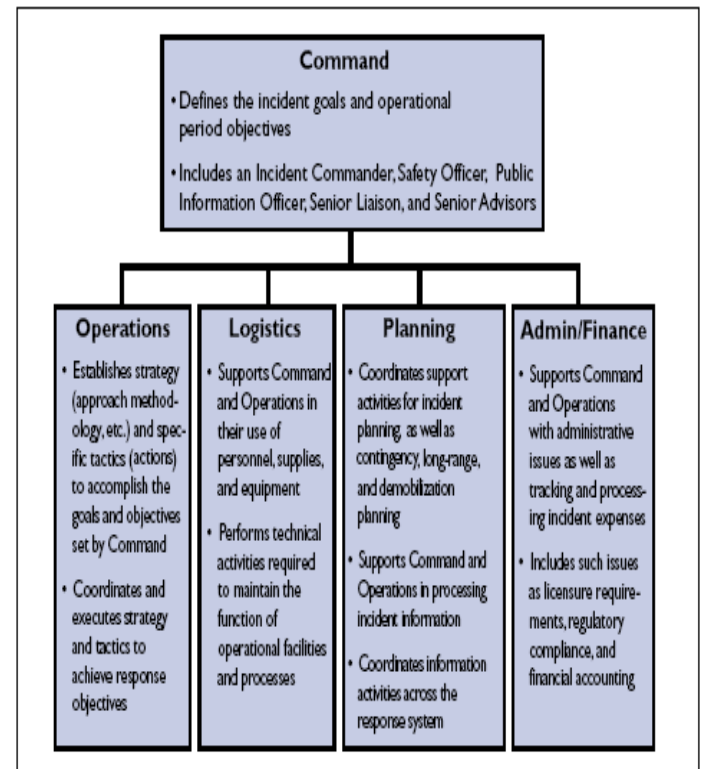 Command
• Defines the incident goals and operational
period objectives
• Includes an Incident Commander, Safety Officer, Public
Information Officer, Senior Liaison, and Senior Advisors
Operations
• Establishes strategy
(approach method-
ology, etc.) and spec-
ific tactics (actions)
to accomplish the
goals and objectives
set by Command
• Coordinates and
executes strategy
and tactics to
achieve response
objectives
Logistics
• Supports Command
and Operations in
their use of
personnel, supplies,
and equipment
• Performs technical
activities required
to maintain the
function of
operational facilities
and processes
Planning
• Coordinates support
activities for incident
planning, as well as
contingency, long-range,
and demobilization
planning
• Supports Command and
Operations in processing
incident information
• Coordinates information
activities across the
response system
Admin/Finance
• Supports Command
and Operations
with administrative
issues as well as
tracking and process-
ing incident expenses
• Includes such issues
as licensure require-
ments, regulatory
compliance, and
financial accounting